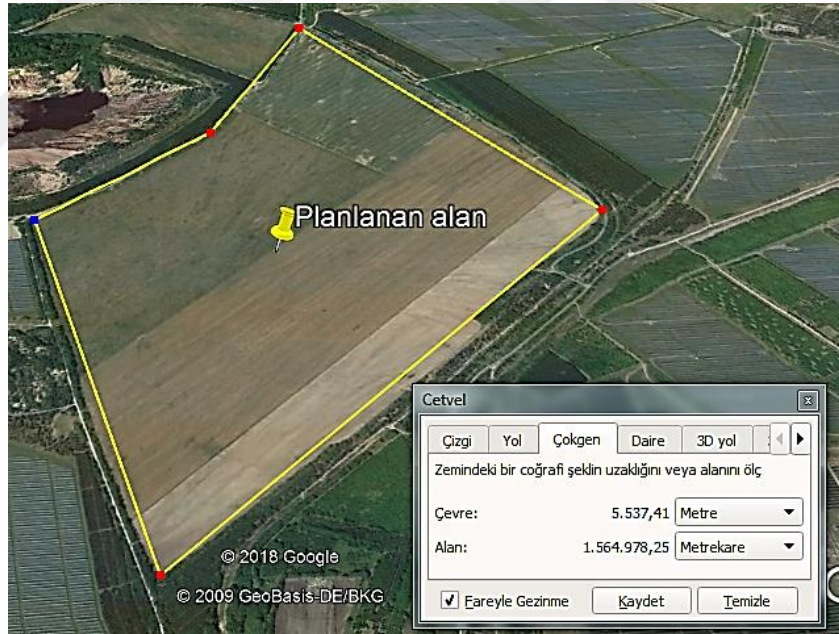 Planlanan alan
Cetvel
Çizgi Yol Çokgen Daire 3D yol
Zemindeki bir coğrafi şeklin uzaklığını veya alanını ölç
Çevre: 5.537,41 Metre
Alan: 1.564.978,25 Metrekare
Fareyle Gezinme Kaydet Temizle
© 2018 Google
© 2009 GeoBasis-DE/BKG